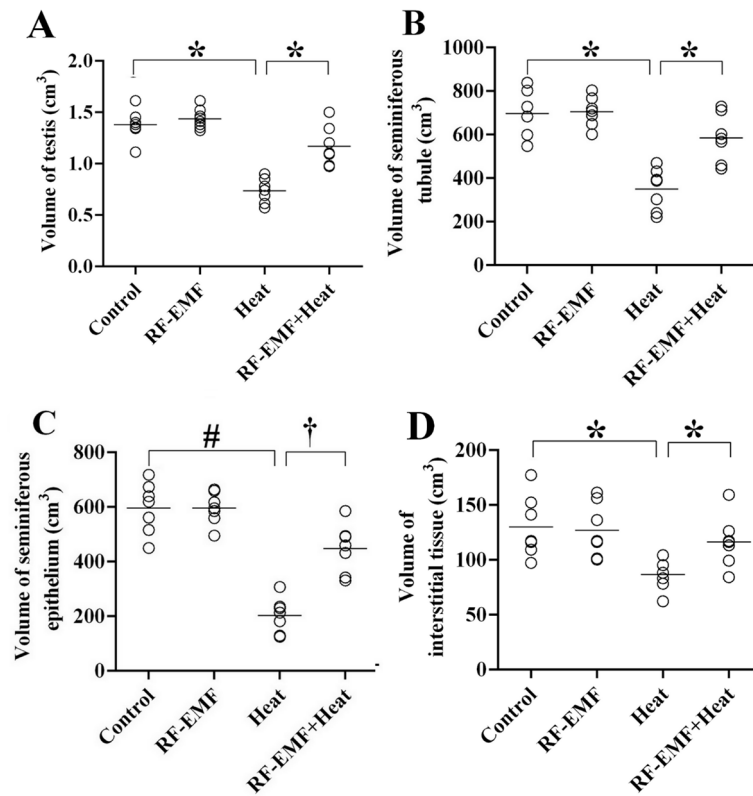 A
Volume of testis (cm³)
2.0
1.5
1.0
0.5
0.0
*
*
Control
RF-EMF
Heat
RF-EMF+Heat
B
Volume of seminiferous
tubule (cm³)
1000
800
600
400
200
0
*
*
Control
RF-EMF
Heat
RF-EMF+Heat
C
Volume of seminiferous
epithelium (cm³)
800
600
400
200
0
#
†
Control
RF-EMF
Heat
RF-EMF+Heat
D
Volume of
interstitial tissue (cm³)
200
150
100
50
0
*
*
Control
RF-EMF
Heat
RF-EMF+Heat